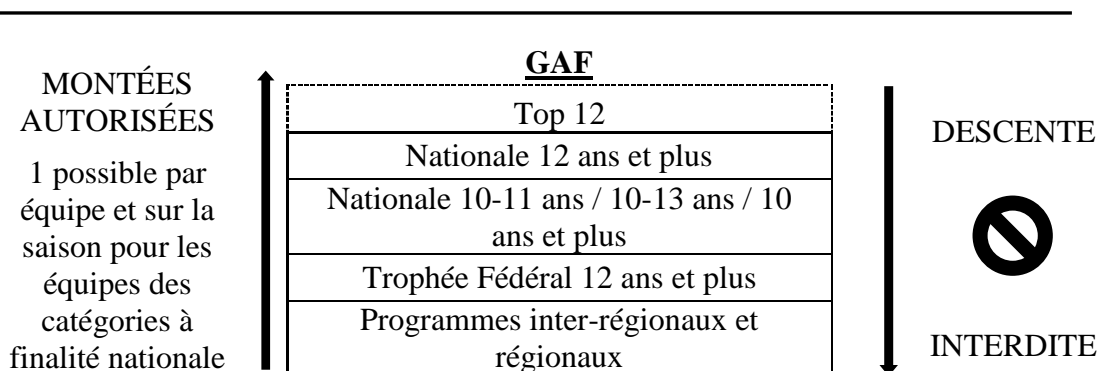 GAF
MONTÉES
AUTORISÉES
1 possible par
équipe et sur la
saison pour les
équipes des
catégories à
finalité nationale
Top 12
Nationale 12 ans et plus
Nationale 10-11 ans / 10-13 ans / 10
ans et plus
Trophée Fédéral 12 ans et plus
Programmes inter-régionaux et
régionaux
DESCENTE
INTERDITE